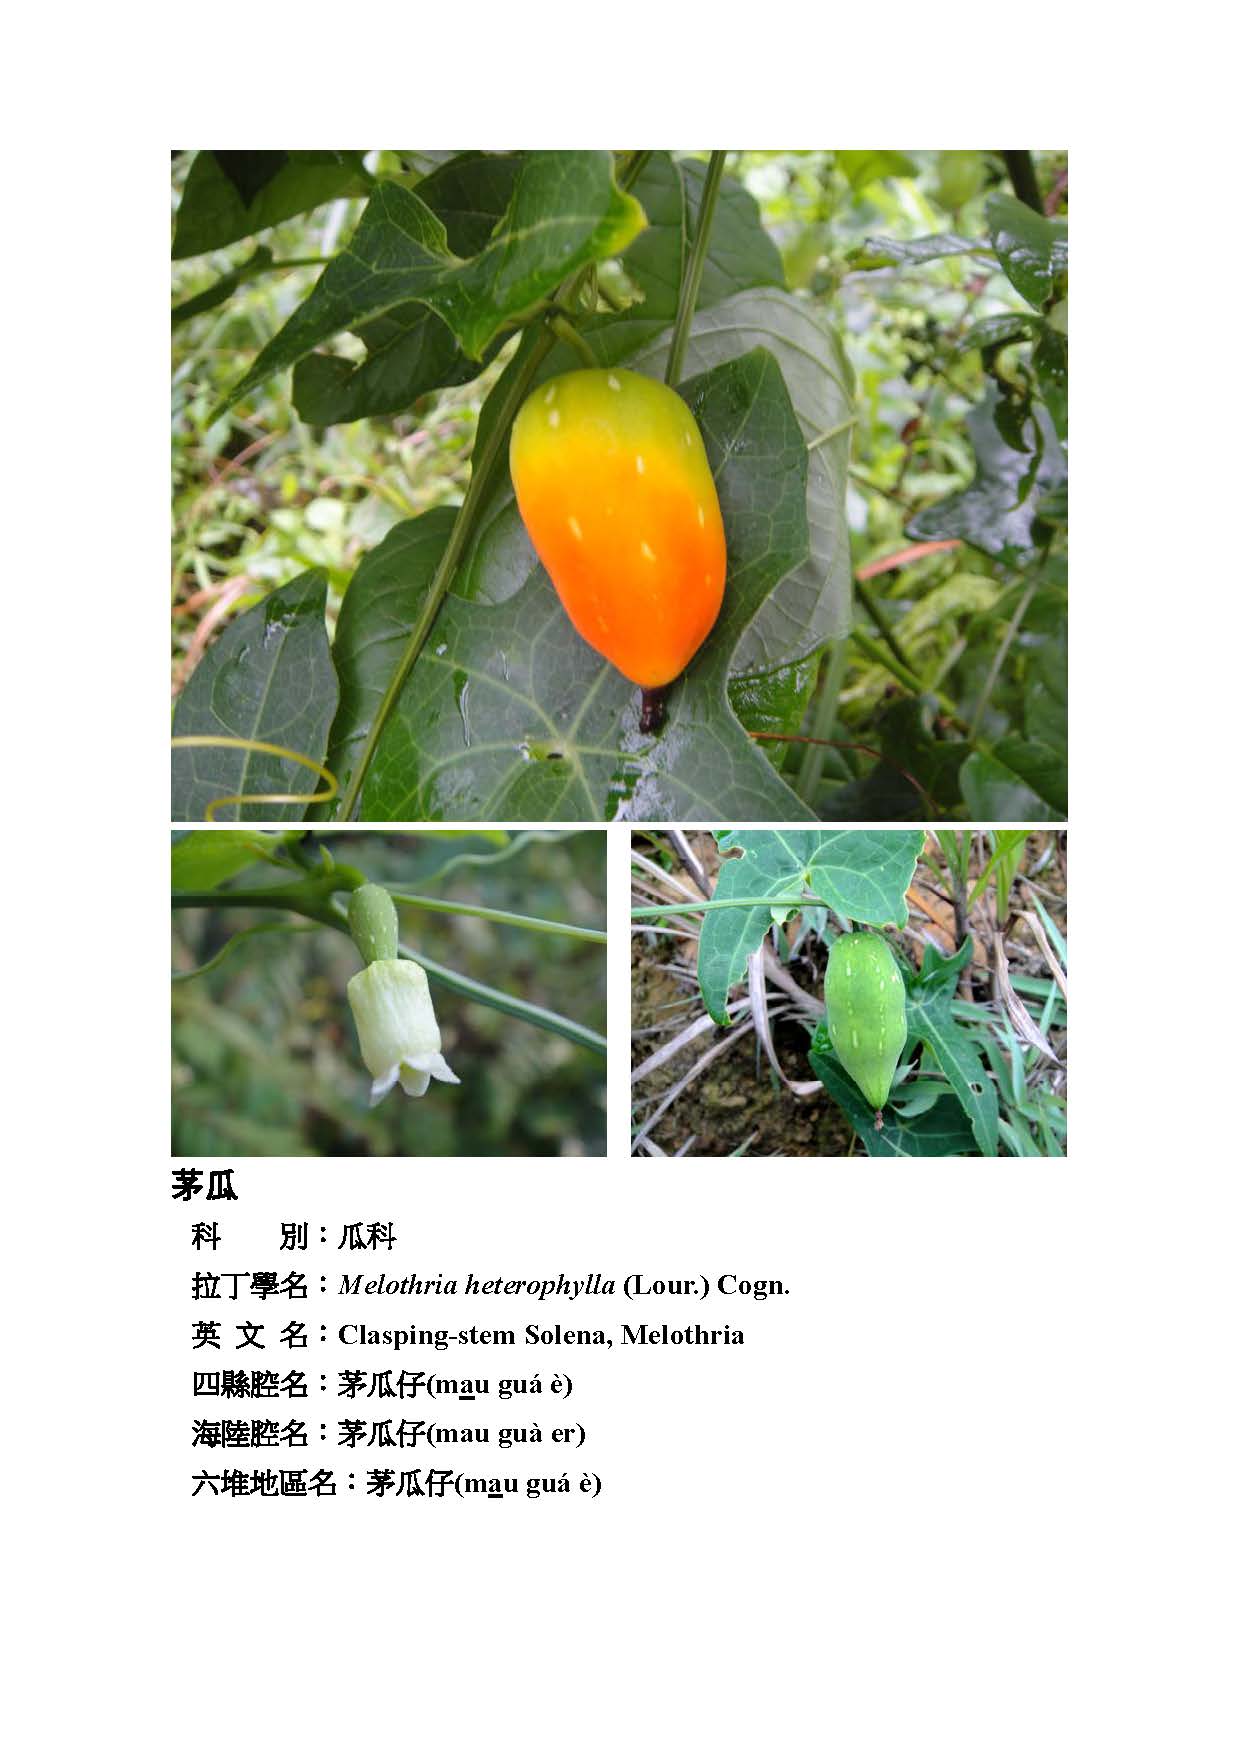 茅瓜
科　　別：瓜科
拉丁學名：Melothria heterophylla (Lour.) Cogn.
英 文 名：Clasping-stem Solena, Melothria
四縣腔名：茅瓜仔(mau guá è)
海陸腔名：茅瓜仔(mau guà er)
六堆地區名：茅瓜仔(mau guá è)